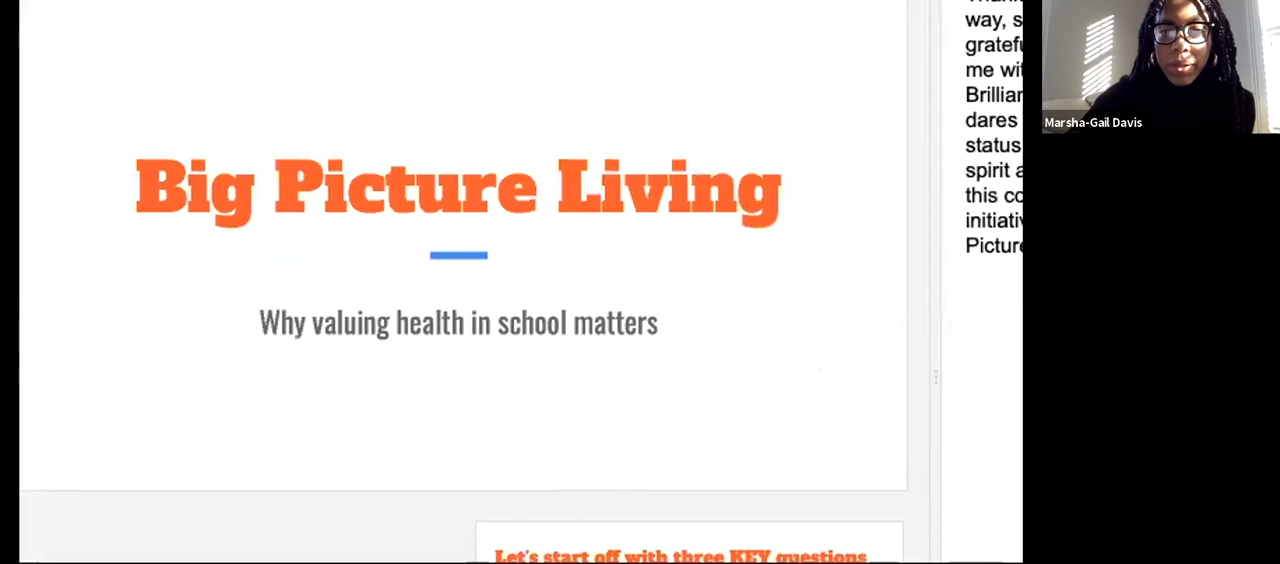 Big Picture Living
Why valuing health in school matters
Let's start off with three KEY questions
way, s
gratefu
me wit
Brillian
dares
status
spirit a
this co
initiativ
Picture
Marsha-Gail Davis